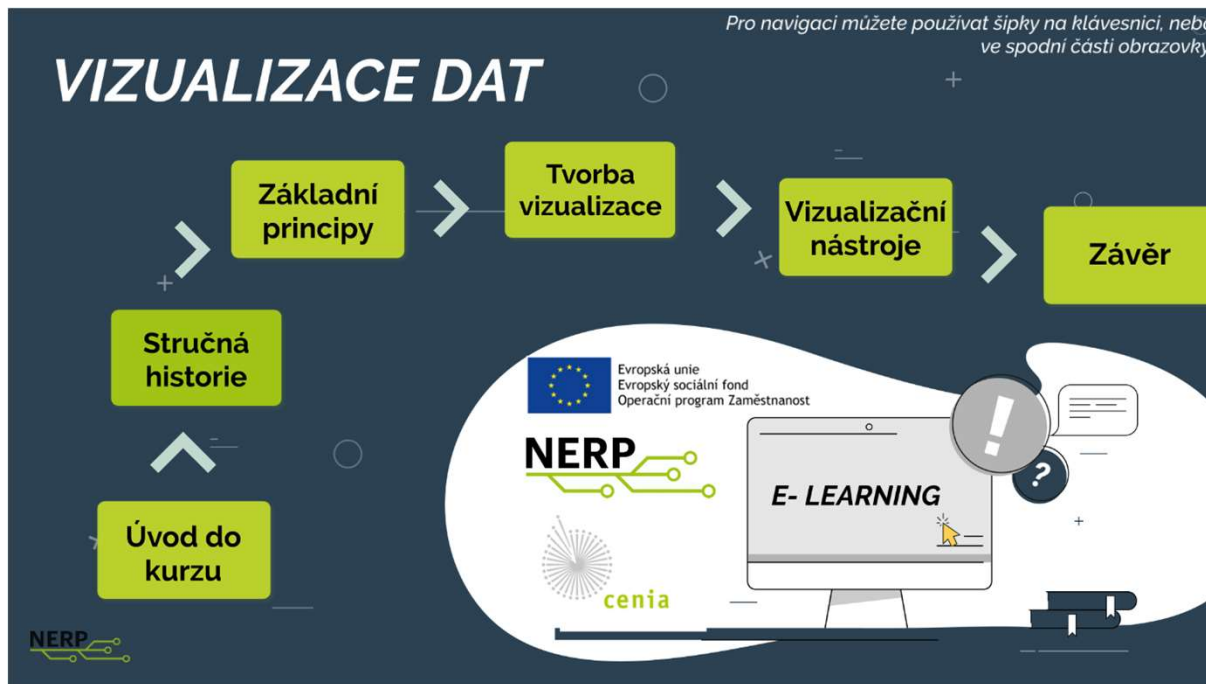 Pro navigaci můžete používat šipky na klávesnici, nebo
ve spodní části obrazovky
VIZUALIZACE DAT
Úvod do
kurzu
Stručná
historie
Základní
principy
Tvorba
vizualizace
Vizualizační
nástroje
Závěr
Evropská unie
Evropský sociální fond
Operační program Zaměstnanost
NERP
cenia
E- LEARNING
!
?
NERP